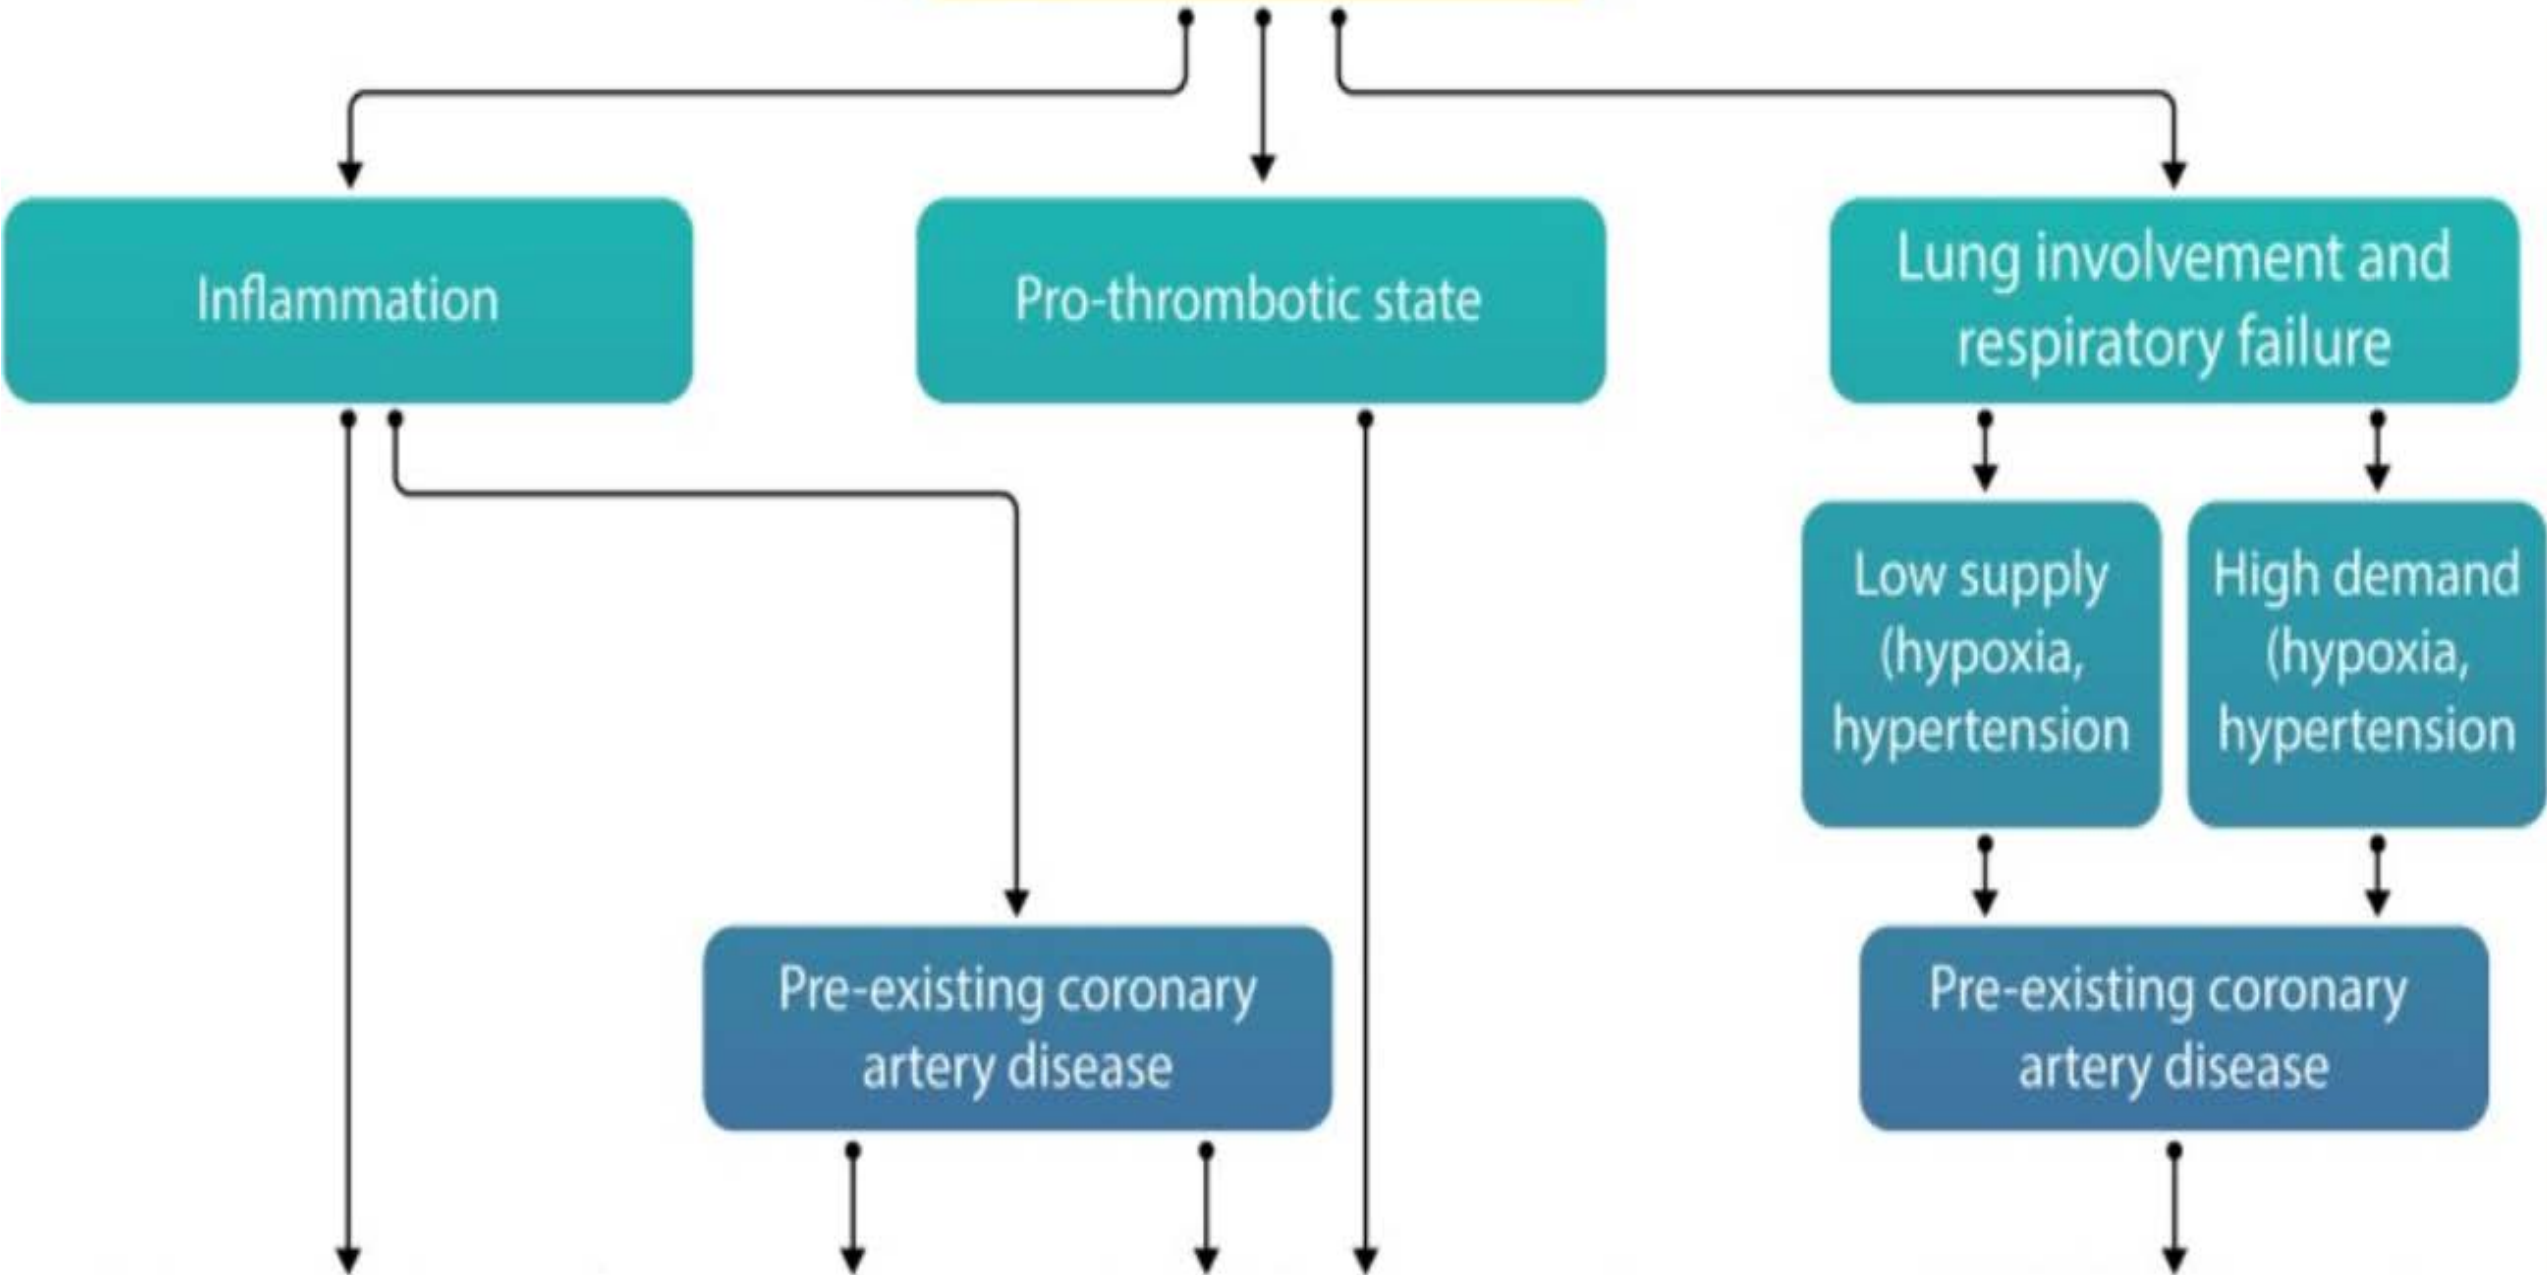 Inflammation
Pro-thrombotic state
Lung involvement and
respiratory failure
Low supply
(hypoxia,
hypertension
High demand
(hypoxia,
hypertension
Pre-existing coronary
artery disease
Pre-existing coronary
artery disease